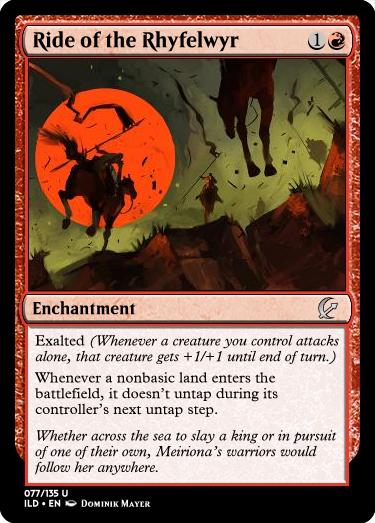 Ride of the Rhyfelwyr 1
Enchantment
Exalted (Whenever a creature you control attacks
alone, that creature gets +1/+1 until end of turn.)
Whenever a nonbasic land enters the
battlefield, it doesn't untap during its
controller's next untap step.
Whether across the sea to slay a king or in pursuit
of one of their own, Meiriona's warriors would
follow her anywhere.
077/135 U
ILD • EN Dominik Mayer